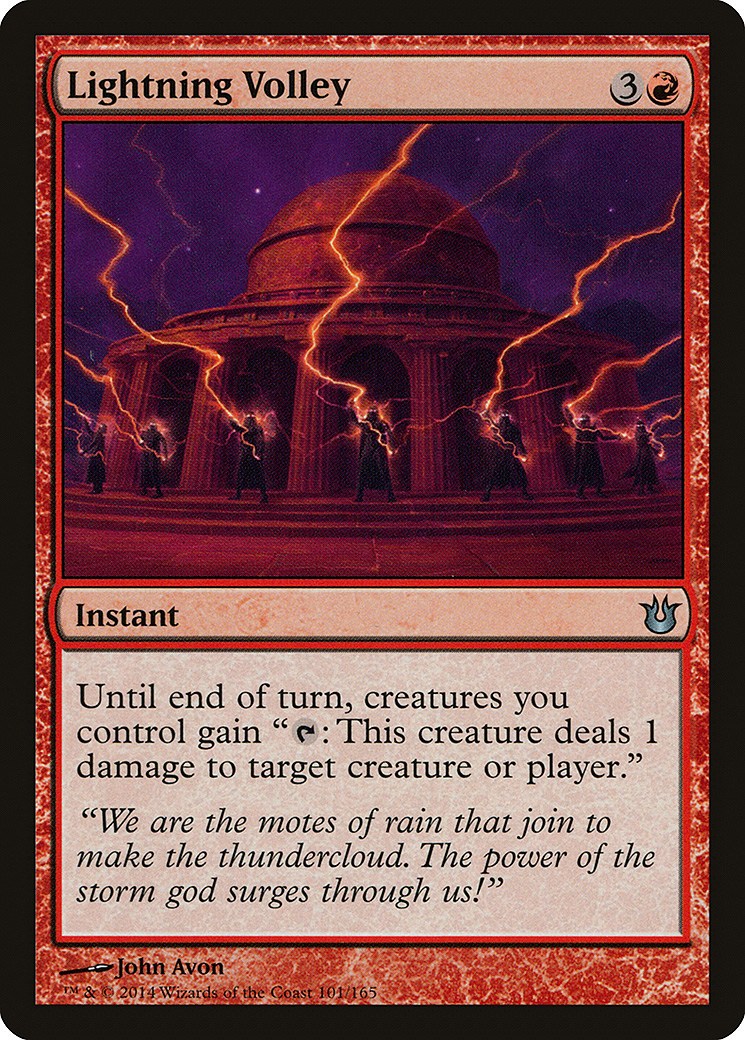 Lightning Volley
3
Instant
Until end of turn, creatures you
control gain “ : This creature deals 1
damage to target creature or player.”
“We are the motes of rain that join to
make the thundercloud. The power of the
storm god surges through us!”
John Avon
™ & © 2014 Wizards of the Coast 101/165